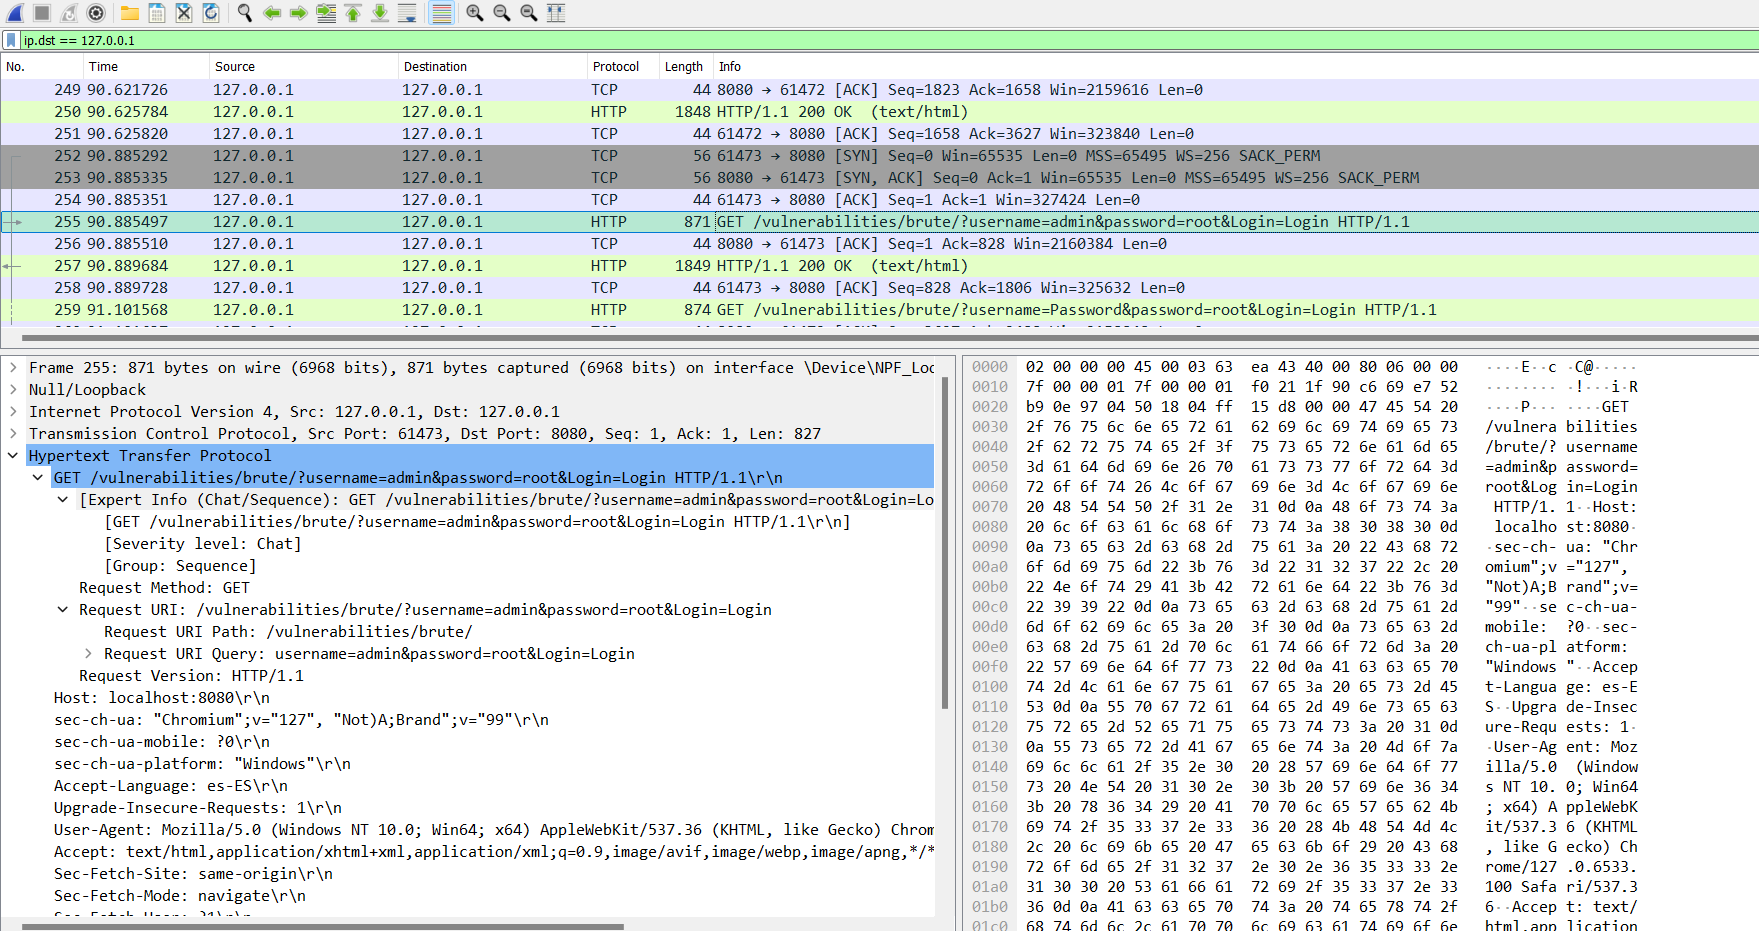 ip.dst == 127.0.0.1
No. Time Source Destination Protocol Length Info
249 90.621726 127.0.0.1 127.0.0.1 TCP 44 8080 → 61472 [ACK] Seq=1823 Ack=1658 Win=2159616 Len=0
250 90.625784 127.0.0.1 127.0.0.1 HTTP 1848 HTTP/1.1 200 OK  (text/html)
251 90.625820 127.0.0.1 127.0.0.1 TCP 44 61472 → 8080 [ACK] Seq=1658 Ack=3627 Win=323840 Len=0
252 90.885292 127.0.0.1 127.0.0.1 TCP 56 61473 → 8080 [SYN] Seq=0 Win=65535 Len=0 MSS=65495 WS=256 SACK_PERM
253 90.885335 127.0.0.1 127.0.0.1 TCP 56 8080 → 61473 [SYN, ACK] Seq=0 Ack=1 Win=65535 Len=0 MSS=65495 WS=256 SACK_PERM
254 90.885351 127.0.0.1 127.0.0.1 TCP 44 61473 → 8080 [ACK] Seq=1 Ack=1 Win=327424 Len=0
255 90.885497 127.0.0.1 127.0.0.1 HTTP 871 GET /vulnerabilities/brute/?username=admin&password=root&Login=Login HTTP/1.1
256 90.885510 127.0.0.1 127.0.0.1 TCP 44 8080 → 61473 [ACK] Seq=1 Ack=828 Win=2160384 Len=0
257 90.889684 127.0.0.1 127.0.0.1 HTTP 1849 HTTP/1.1 200 OK  (text/html)
258 90.889728 127.0.0.1 127.0.0.1 TCP 44 61473 → 8080 [ACK] Seq=828 Ack=1806 Win=325632 Len=0
259 91.101568 127.0.0.1 127.0.0.1 HTTP 874 GET /vulnerabilities/brute/?username=Password&password=root&Login=Login HTTP/1.1
Frame 255: 871 bytes on wire (6968 bits), 871 bytes captured (6968 bits) on interface \Device\NPF_Loo
Null/Loopback
Internet Protocol Version 4, Src: 127.0.0.1, Dst: 127.0.0.1
Transmission Control Protocol, Src Port: 61473, Dst Port: 8080, Seq: 1, Ack: 1, Len: 827
Hypertext Transfer Protocol
GET /vulnerabilities/brute/?username=admin&password=root&Login=Login HTTP/1.1\r\n
[Expert Info (Chat/Sequence): GET /vulnerabilities/brute/?username=admin&password=root&Login=Lo
[GET /vulnerabilities/brute/?username=admin&password=root&Login=Login HTTP/1.1\r\n]
[Severity level: Chat]
[Group: Sequence]
Request Method: GET
Request URI: /vulnerabilities/brute/?username=admin&password=root&Login=Login
Request URI Path: /vulnerabilities/brute/
Request URI Query: username=admin&password=root&Login=Login
Request Version: HTTP/1.1
Host: localhost:8080\r\n
sec-ch-ua: "Chromium";v="127", "Not)A;Brand";v="99"\r\n
sec-ch-ua-mobile: ?0\r\n
sec-ch-ua-platform: "Windows"\r\n
Accept-Language: es-ES\r\n
Upgrade-Insecure-Requests: 1\r\n
User-Agent: Mozilla/5.0 (Windows NT 10.0; Win64; x64) AppleWebKit/537.36 (KHTML, like Gecko) Chrom
Accept: text/html,application/xhtml+xml,application/xml;q=0.9,image/avif,image/webp,image/apng,*/*
Sec-Fetch-Site: same-origin\r\n
Sec-Fetch-Mode: navigate\r\n
Sec-Fetch-User: ?1\r\n
0000 02 00 00 00 45 00 03 63 ea 43 40 00 80 06 00 00 ····E··c ·C@·····
0010 7f 00 00 01 7f 00 00 01 f0 21 1f 90 c6 69 e7 52 ········ ·!···i·R
0020 b9 0e 97 04 50 18 04 ff 15 d8 00 00 47 45 54 20 ····P··· ····GET
0030 2f 76 75 6c 6e 65 72 61 62 69 6c 69 74 69 65 73 /vulnera bilities
0040 2f 62 72 75 74 65 2f 3f 75 73 65 72 6e 61 6d 65 /brute/? username
0050 3d 61 64 6d 69 6e 26 70 61 73 73 77 6f 72 64 3d =admin&p assword=
0060 72 6f 6f 74 26 4c 6f 67 69 6e 3d 4c 6f 67 69 6e root&Log in=Login
0070 20 48 54 54 50 2f 31 2e 31 0d 0a 48 6f 73 74 3a HTTP/1. 1··Host:
0080 20 6c 6f 63 61 6c 68 6f 73 74 3a 38 30 38 30 0d localho st:8080·
0090 0a 73 65 63 2d 63 68 2d 75 61 3a 20 22 43 68 72 ·sec-ch- ua: "Chr
00a0 6f 6d 69 75 6d 22 3b 76 3d 22 31 32 37 22 2c 20 omium";v ="127",
00b0 22 4e 6f 74 29 41 3b 42 72 61 6e 64 22 3b 76 3d "Not)A;B rand";v=
00c0 22 39 39 22 0d 0a 73 65 63 2d 63 68 2d 75 61 2d "99"··se c-ch-ua-
00d0 6d 6f 62 69 6c 65 3a 20 3f 30 0d 0a 73 65 63 2d mobile: ?0··sec-
00e0 63 68 2d 75 61 2d 70 6c 61 74 66 6f 72 6d 3a 20 ch-ua-pl atform:
00f0 22 57 69 6e 64 6f 77 73 22 0d 0a 41 63 63 65 70 "Windows "··Accep
0100 74 2d 4c 61 6e 67 75 61 67 65 3a 20 65 73 2d 45 t-Langua ge: es-E
0110 53 0d 0a 55 70 67 72 61 64 65 2d 49 6e 73 65 63 S··Upgra de-Insec
0120 75 72 65 2d 52 65 71 75 65 73 74 73 3a 20 31 0d ure-Requ ests: 1·
0130 0a 55 73 65 72 2d 41 67 65 6e 74 3a 20 4d 6f 7a ·User-Ag ent: Moz
0140 69 6c 6c 61 2f 35 2e 30 20 28 57 69 6e 64 6f 77 illa/5.0 (Window
0150 73 20 4e 54 20 31 30 2e 30 3b 20 57 69 6e 36 34 s NT 10. 0; Win64
0160 3b 20 78 36 34 29 20 41 70 70 6c 65 57 65 62 4b ; x64) A ppleWebK
0170 69 74 2f 35 33 37 2e 33 36 20 28 4b 48 54 4d 4c it/537.3 6 (KHTML
0180 2c 20 6c 69 6b 65 20 47 65 63 6b 6f 29 20 43 68 , like G ecko) Ch
0190 72 6f 6d 65 2f 31 32 37 2e 30 2e 36 35 33 33 2e rome/127 .0.6533.
01a0 31 30 30 20 53 61 66 61 72 69 2f 35 33 37 2e 33 100 Safa ri/537.3
01b0 36 0d 0a 41 63 63 65 70 74 3a 20 74 65 78 74 2f 6··Accep t: text/
01c0 68 74 6d 6c 2c 61 70 70 6c 69 63 61 74 69 6f 6e html,app lication